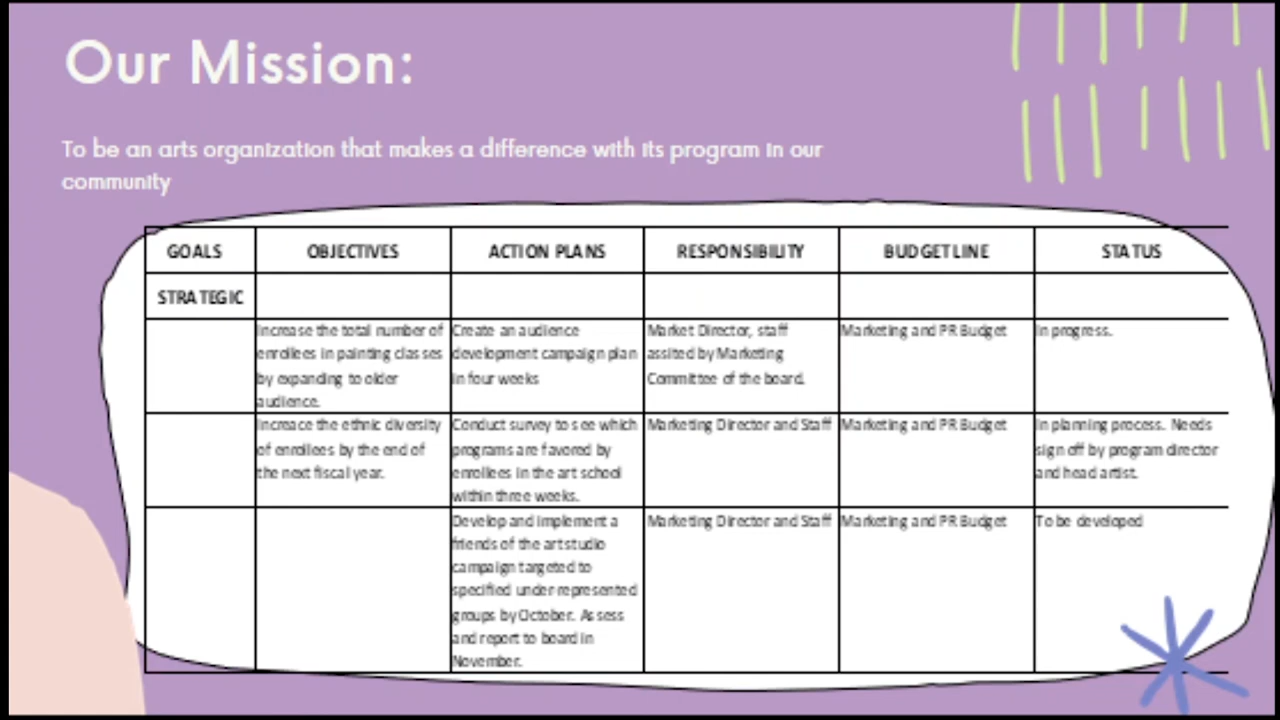 Our Mission:
To be an arts organization that makes a difference with its program in our
community
GOALS OBJECTIVES ACTION PLANS RESPONSIBILITY BUDGET LINE STATUS
STRATEGIC
Increase the total number of
enrollees in painting classes
by expanding to older
audience.
Create an audience
development campaign plan
in four weeks
Market Director, staff
assited by Marketing
Committee of the board.
Marketing and PR Budget
In progress.
Increace the ethnic diversity
of enrollees by the end of
the next fiscal year.
Conduct survey to see which
programs are favored by
enrollees in the art school
within three weeks.
Marketing Director and Staff
Marketing and PR Budget
In planning process. Needs
sign off by program director
and head artist.
Develop and implement a
friends of the art studio
campaign targeted to
specified under-represented
groups by October. Assess
and report to board in
November.
Marketing Director and Staff
Marketing and PR Budget
To be developed